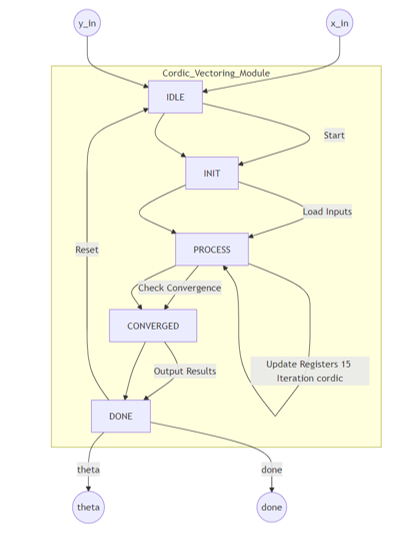 y_in
x_in
Cordic_Vectoring_Module
IDLE
Start
INIT
Load Inputs
Reset
PROCESS
Check Convergence
CONVERGED
Output Results
Update Registers 15
Iteration cordic
DONE
theta
done
theta
done